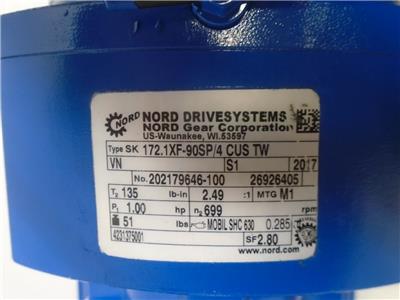 NORD
NORD DRIVESYSTEMS
NORD Gear Corporation
US-Waunakee, WI.53597
Type SK 172.1XF-90SP/4 CUS TW
VN S1 2017
No. 202179646-100 26926405
T2 135 lb-in 2.49 :1 MTG M1
P1 1.00 hp n2 699 rpm
51 lbs MOBIL SHC 630 0.285
4231375001 SF 2.80
www.nord.com